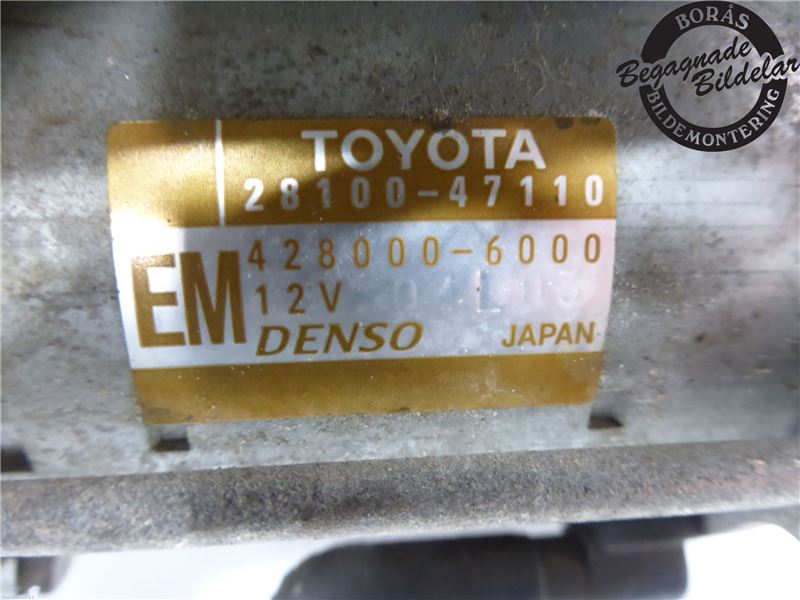 BORÅS
Begagnade
Bildelar
BILDEMONTERING
TOYOTA
28100-47110
EM
428000-6000
12V
DENSO
JAPAN